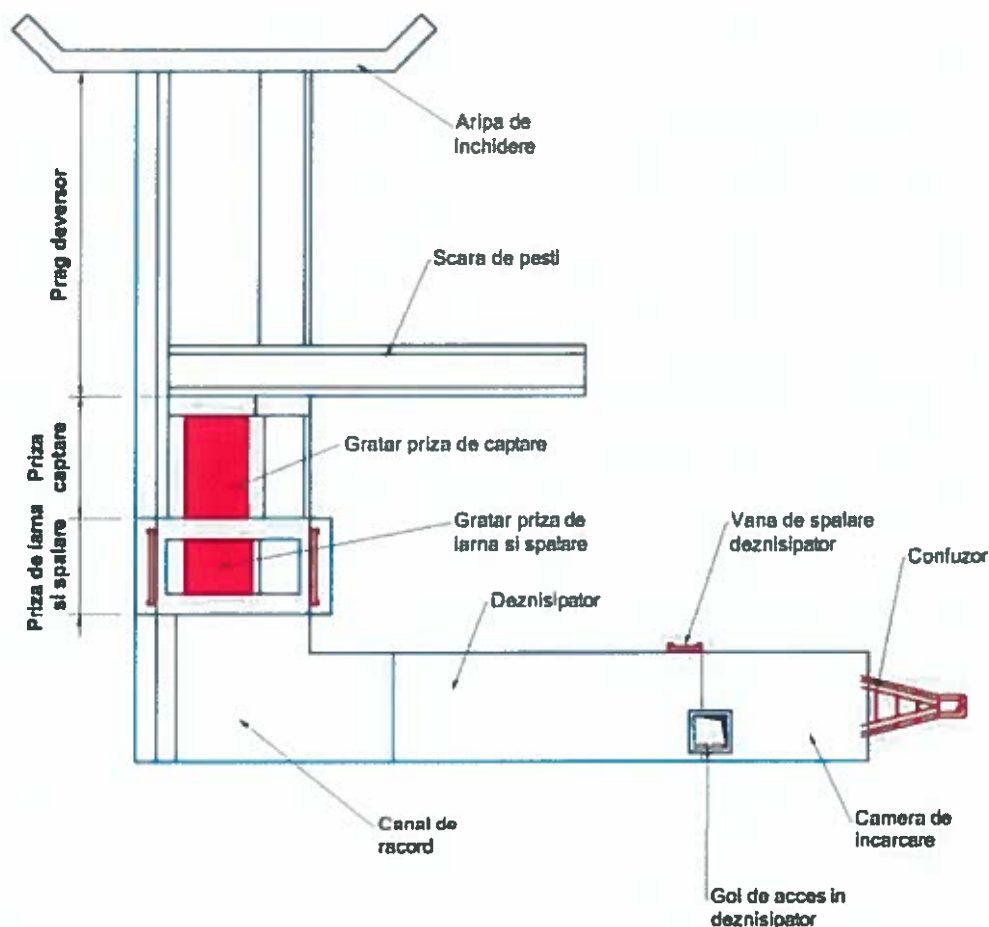 Aripa de
inchidere
Prag deversor
Scara de pesti
Priza
captare
Gratar priza de captare
Priza de iarna
si spalare
Gratar priza de
iarna si spalare
Vana de spalare
deznisipator
Confuzor
Deznisipator
Canal de
racord
Camera de
incarcare
Gol de acces in
deznisipator